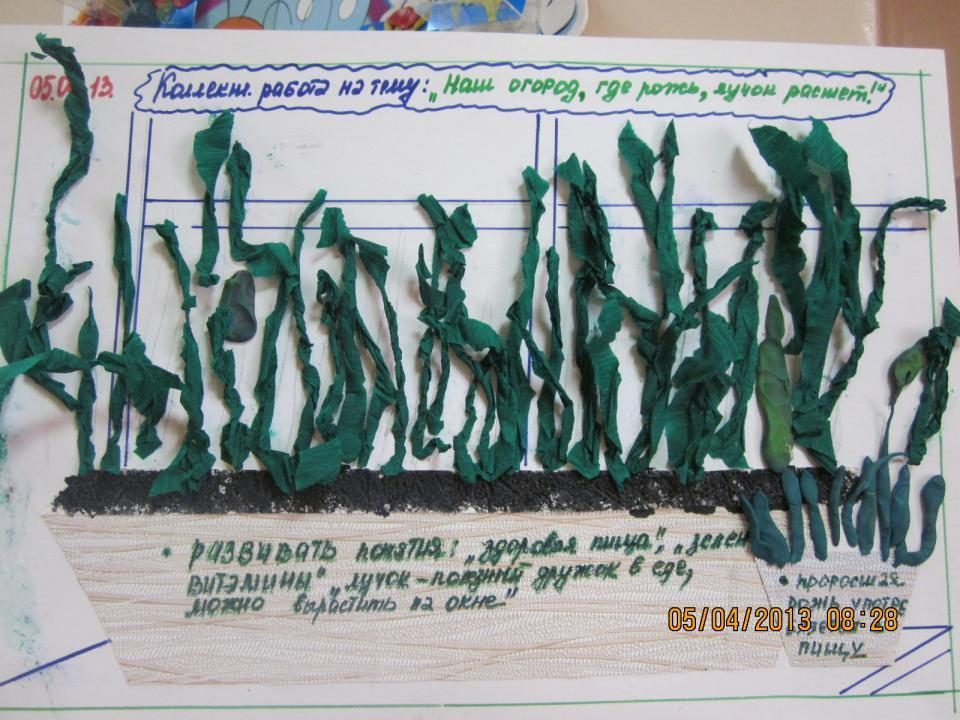 05.0 13.
Коллект. работа на тему: „Наш огород, где рожь, лучок растет!"
• РАЗВИВАТЬ понятия: „здоровая пища", „зелен
ВИТАМИНЫ" „лучок – полезный дружок в еде,
можно вырастить на окне"
• проросшая
рожь употре
пищу
05/04/2013 08:28